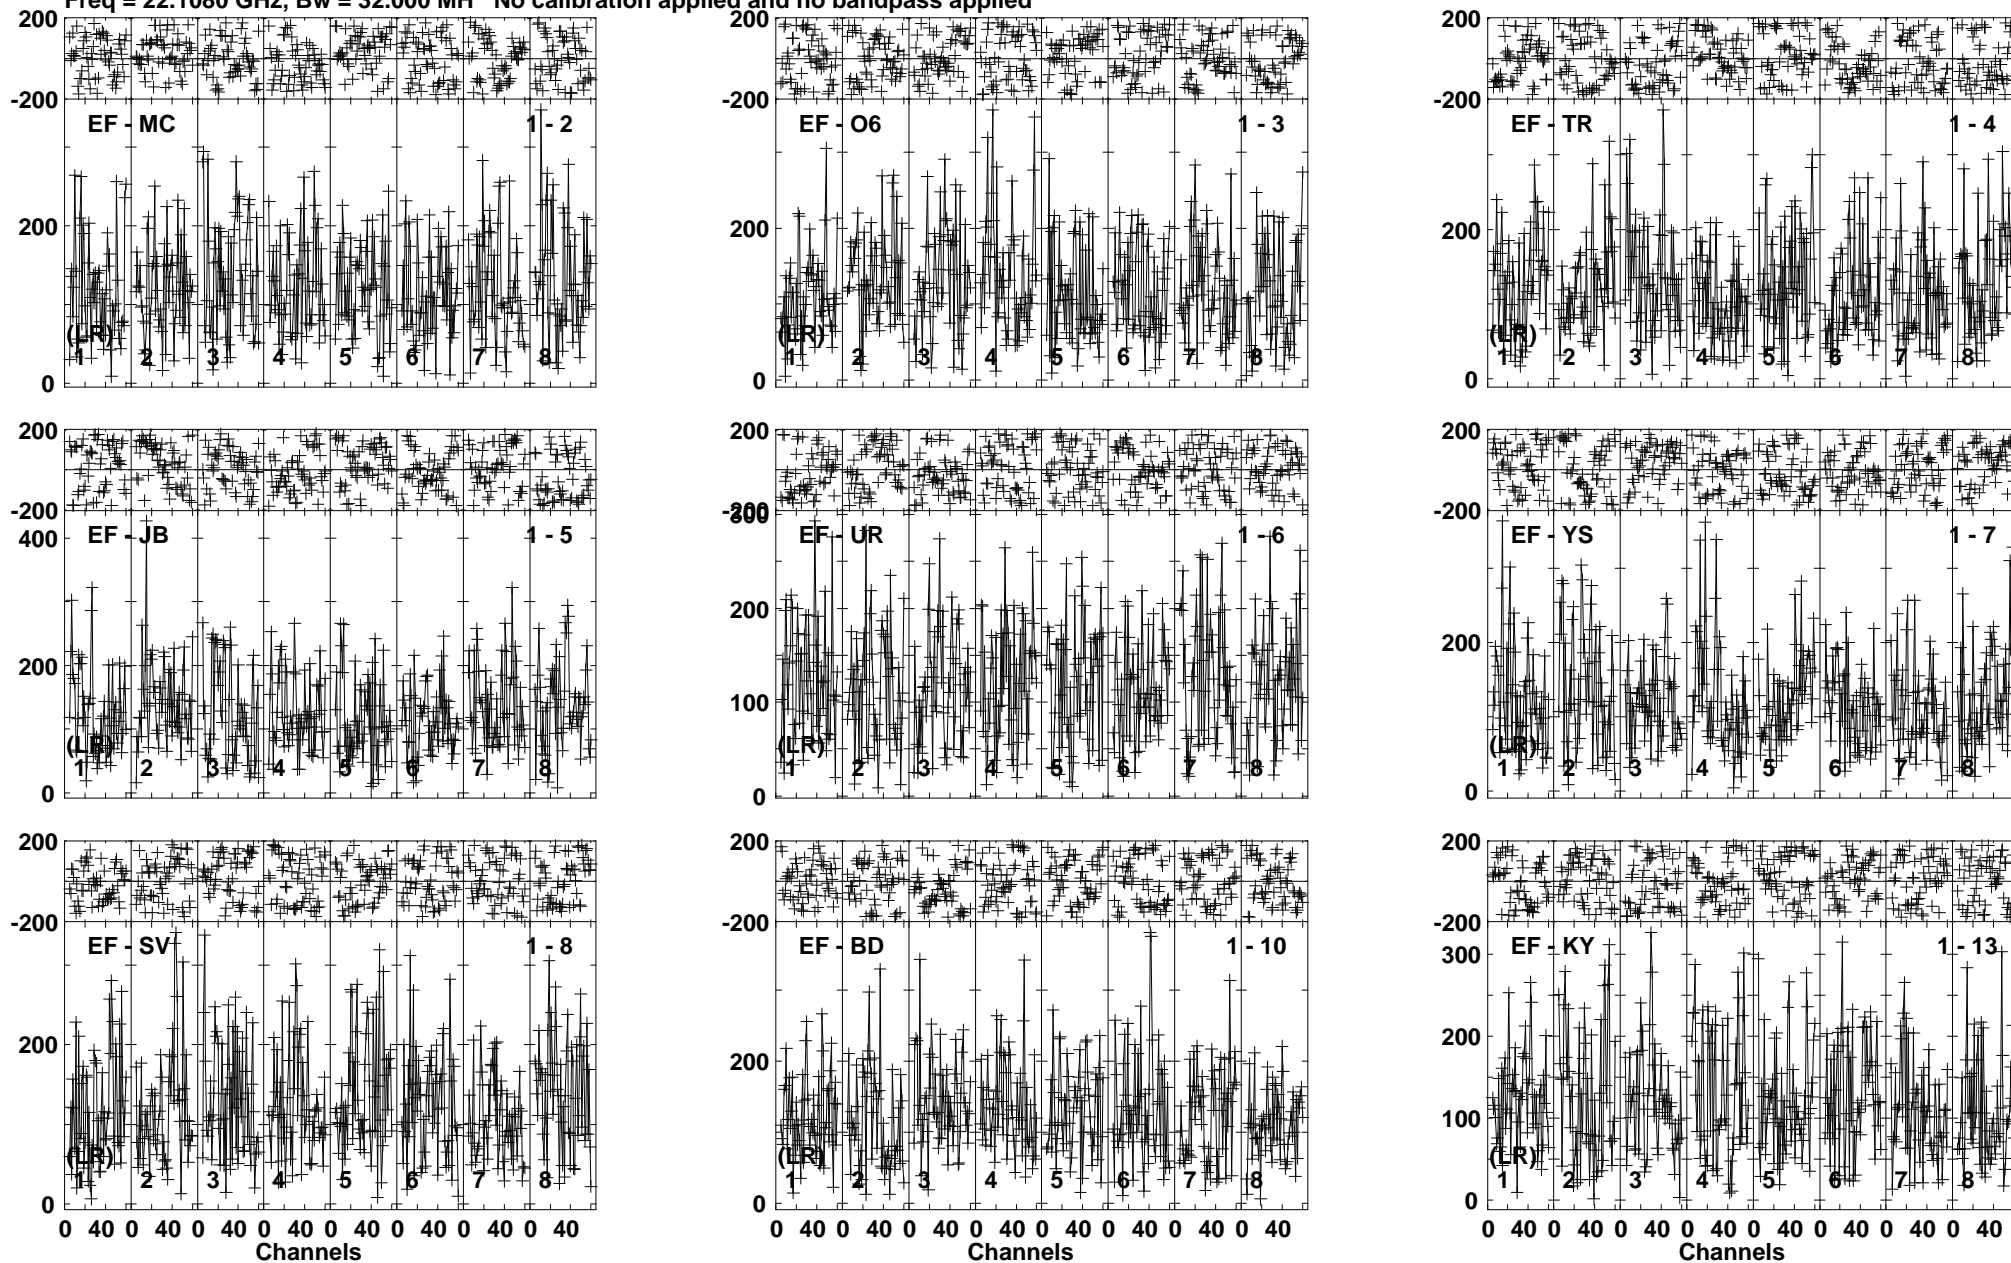 Freq = 22.1080 GHz, Bw = 32.000 MH No calibration applied and no bandpass applied
200 200 200
-200 -200 -200
EF - MC 1 - 2 EF - O6 1 - 3 EF - TR 1 - 4
200 200 200
(LR) (LR) (LR)
1 2 3 4 5 6 7 8 1 2 3 4 5 6 7 8 1 2 3 4 5 6 7 8
0 0 0
200 200 200
-200 -200 -200
300
EF - JB 1 - 5 EF - UR 1 - 6 EF - YS 1 - 7
400
200 200 200
100
(LR) (LR) (LR)
1 2 3 4 5 6 7 8 1 2 3 4 5 6 7 8 1 2 3 4 5 6 7 8
0 0 0
200 200 200
-200 -200 -200
EF - SV 1 - 8 EF - BD 1 - 10 EF - KY 1 - 13
300
200 200 200
100
(LR) (LR) (LR)
1 2 3 4 5 6 7 8 1 2 3 4 5 6 7 8 1 2 3 4 5 6 7 8
0 0 0
0 40 0 40 0 40 0 40 0 40 0 40 0 40 0 40 0 40 0 40 0 40 0 40 0 40 0 40 0 40 0 40 0 40 0 40 0 40 0 40 0 40 0 40 0 40 0 40
Channels Channels